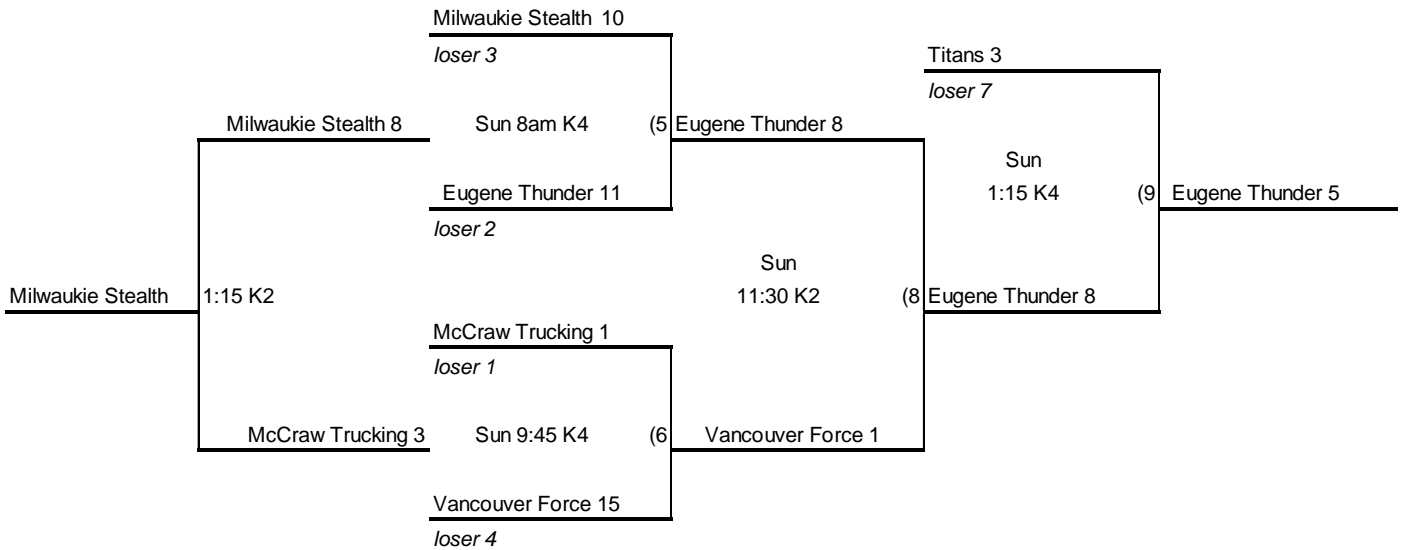 Milwaukie Stealth 10
loser 3
Titans 3
loser 7
Milwaukie Stealth 8
Sun 8am K4
(5
Eugene Thunder 8
Sun
1:15 K4
(9
Eugene Thunder 5
Eugene Thunder 11
loser 2
Sun
11:30 K2
(8
Eugene Thunder 8
Milwaukie Stealth
1:15 K2
McCraw Trucking 1
loser 1
McCraw Trucking 3
Sun 9:45 K4
(6
Vancouver Force 1
Vancouver Force 15
loser 4